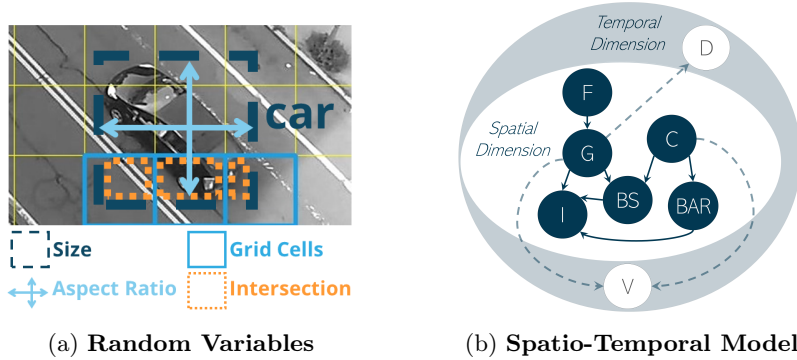 car
Size
Grid Cells
Aspect Ratio
Intersection
(a) Random Variables
Temporal
Dimension
D
F
Spatial
Dimension
G
C
I
BS
BAR
V
(b) Spatio-Temporal Model